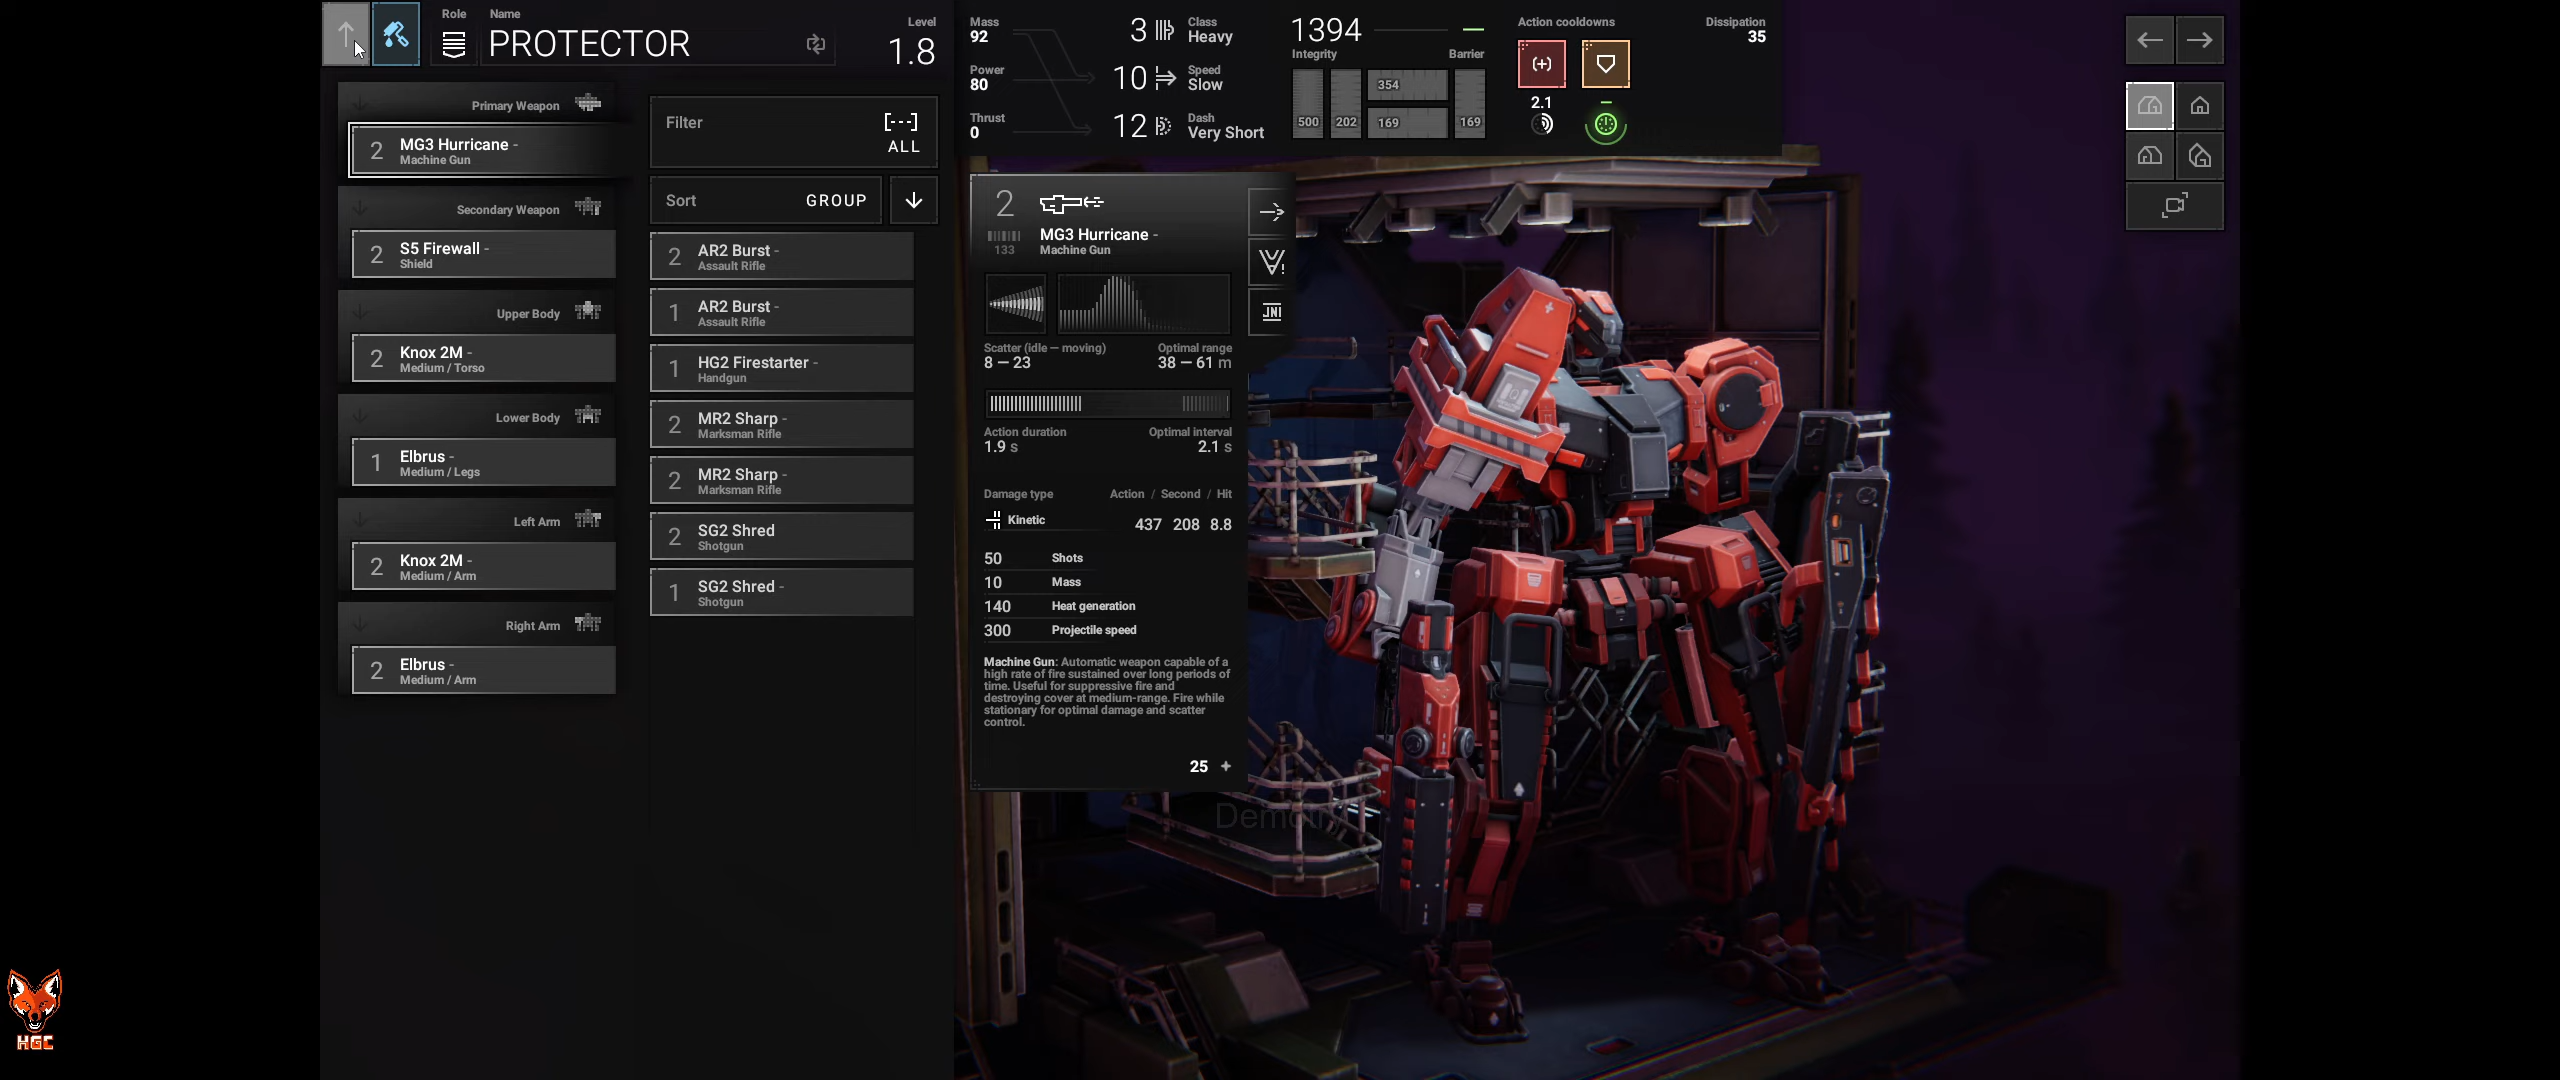 Role
Name
PROTECTOR
Level
1.8
Primary Weapon
2
MG3 Hurricane -
Machine Gun
Secondary Weapon
2
S5 Firewall -
Shield
Upper Body
2
Knox 2M -
Medium / Torso
Lower Body
1
Elbrus -
Medium / Legs
Left Arm
2
Knox 2M -
Medium / Arm
Right Arm
2
Elbrus -
Medium / Arm
Filter
[---]
ALL
Sort
GROUP
2
AR2 Burst -
Assault Rifle
1
AR2 Burst -
Assault Rifle
1
HG2 Firestarter -
Handgun
2
MR2 Sharp -
Marksman Rifle
2
MR2 Sharp -
Marksman Rifle
2
SG2 Shred
Shotgun
1
SG2 Shred -
Shotgun
Mass
92
Power
80
Thrust
0
3
Class
Heavy
10
Speed
Slow
12
Dash
Very Short
1394
Integrity
Barrier
500
202
354
169
169
Action cooldowns
2.1
Dissipation
35
2
133
MG3 Hurricane -
Machine Gun
Scatter (idle – moving)
8 – 23
Optimal range
38 – 61 m
Action duration
1.9 s
Optimal interval
2.1 s
Damage type
Action / Second / Hit
Kinetic
437 208 8.8
50 Shots
10 Mass
140 Heat generation
300 Projectile speed
Machine Gun: Automatic weapon capable of a
high rate of fire sustained over long periods of
time. Useful for suppressive fire and
destroying cover at medium-range. Fire while
stationary for optimal damage and scatter
control.
25 +
HGC